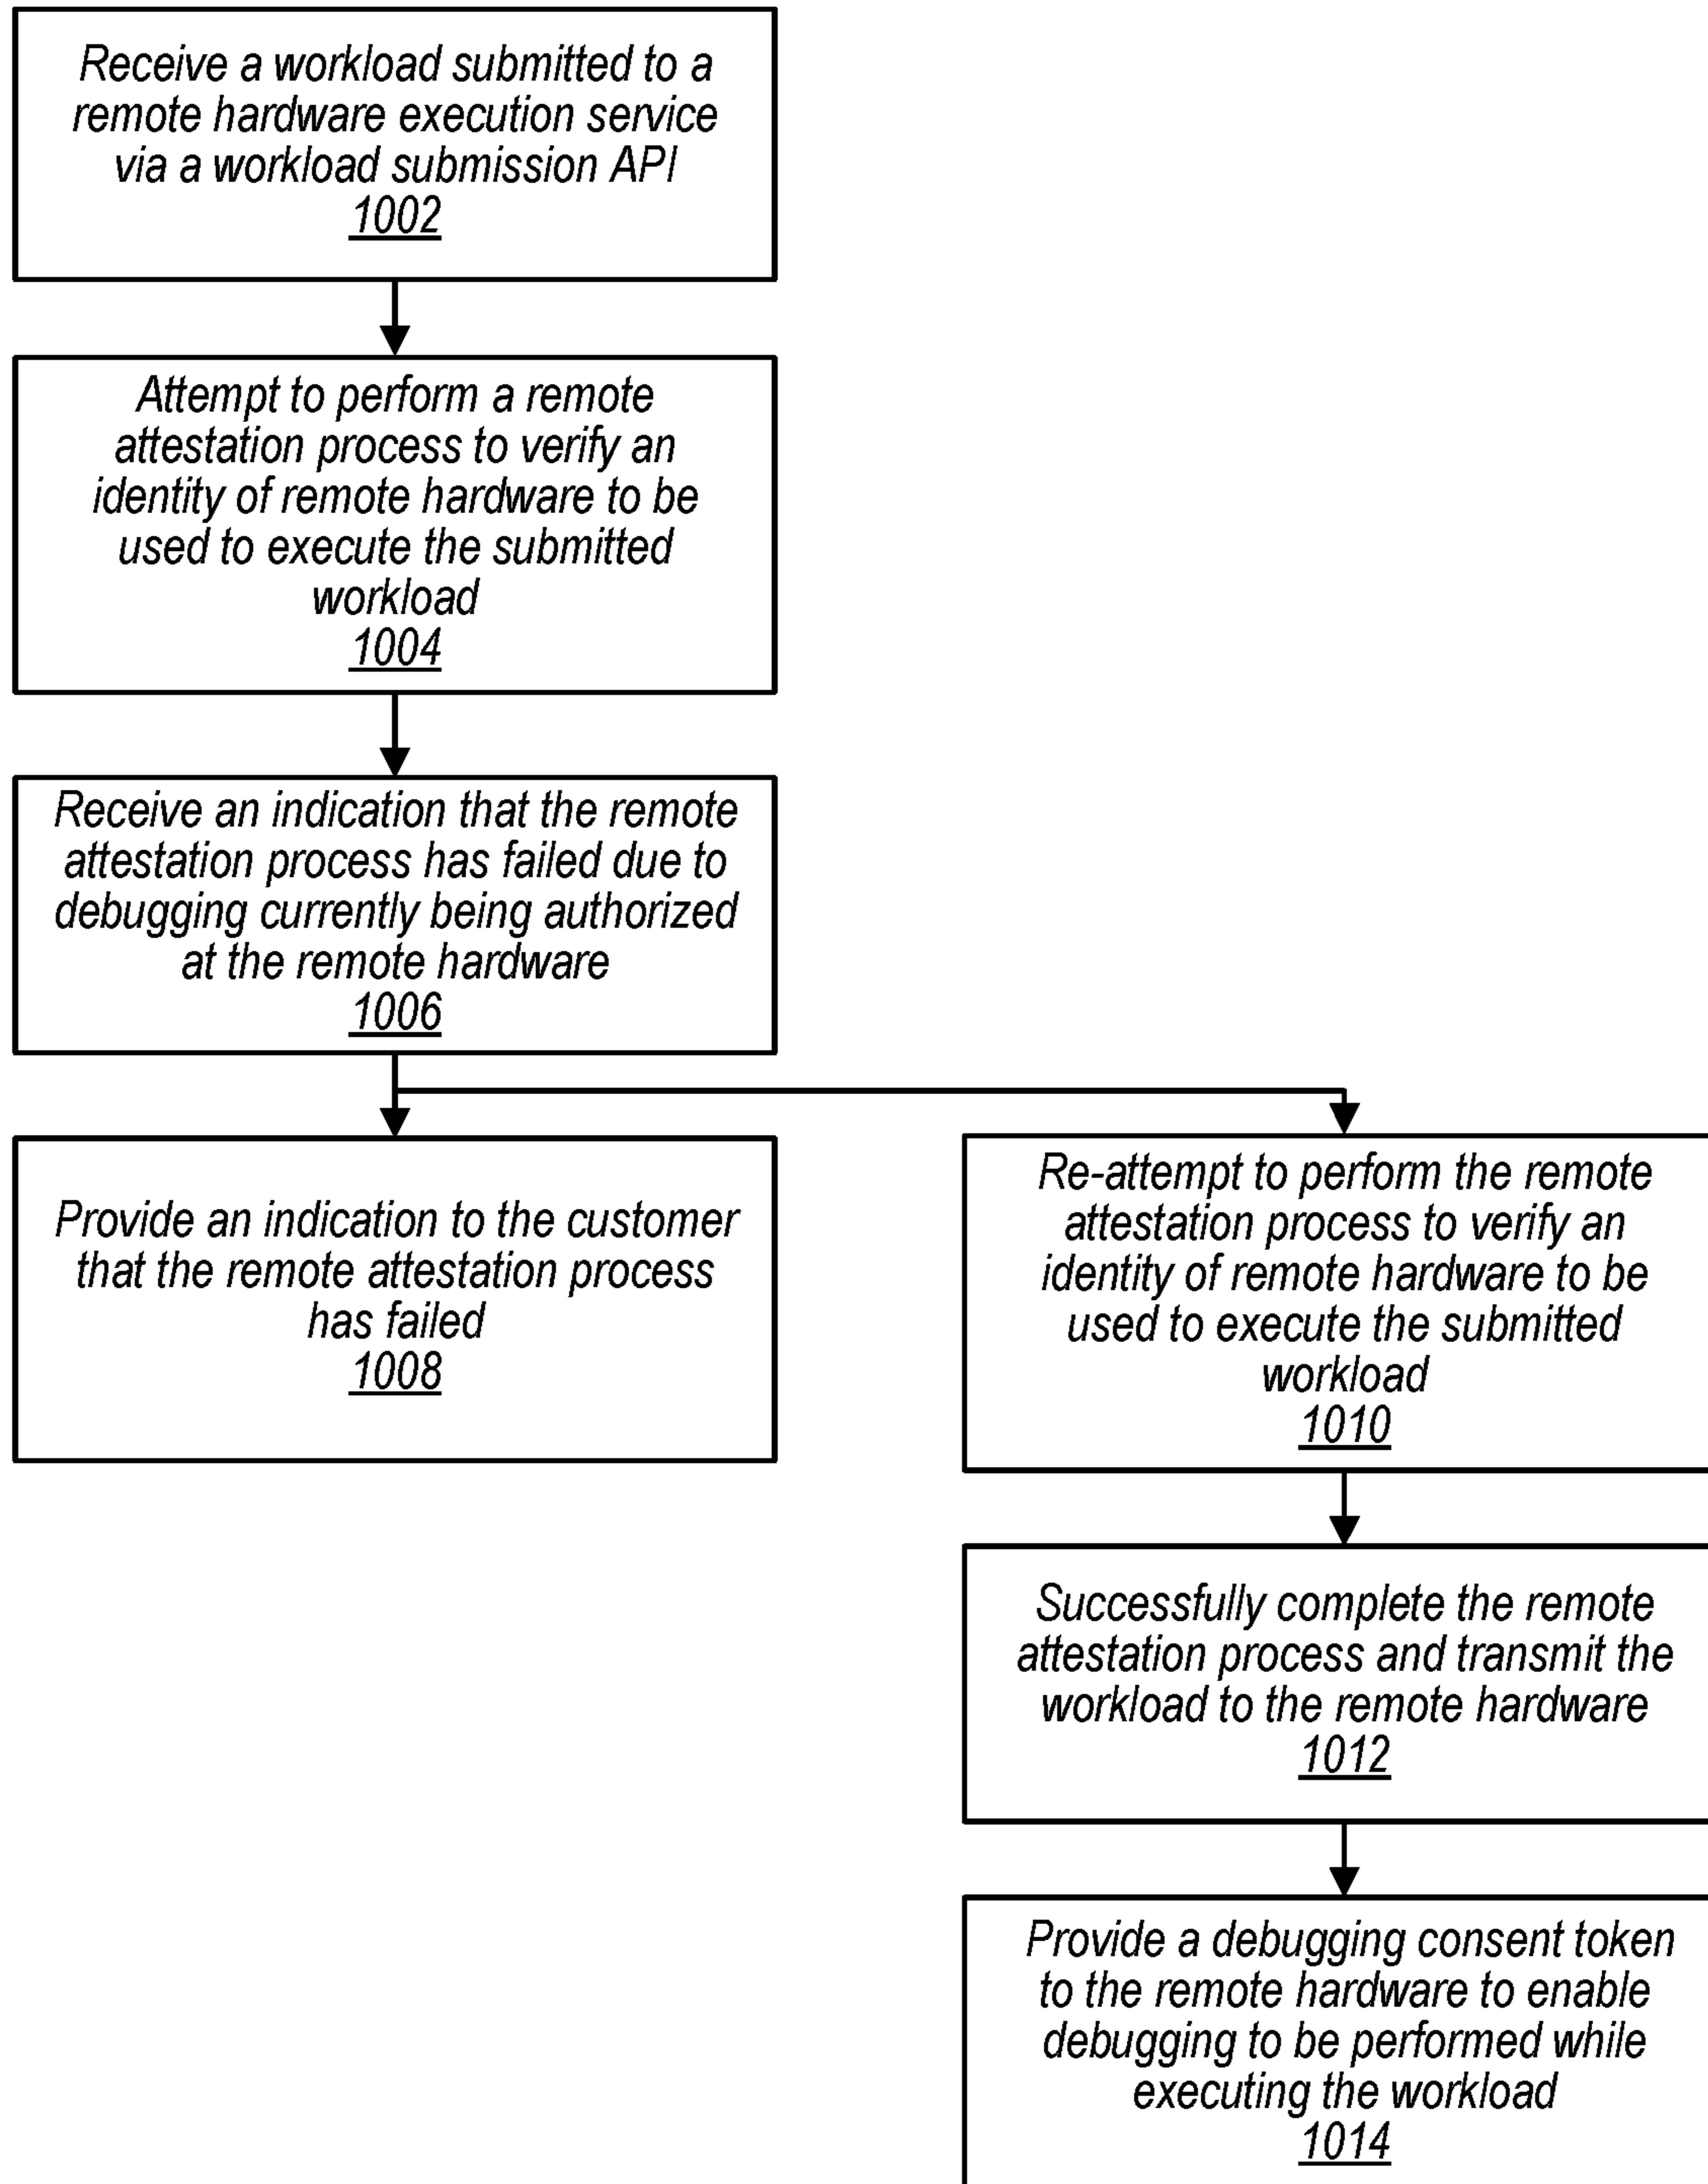 Receive a workload submitted to a
remote hardware execution service
via a workload submission API
1002
Attempt to perform a remote
attestation process to verify an
identity of remote hardware to be
used to execute the submitted
workload
1004
Receive an indication that the remote
attestation process has failed due to
debugging currently being authorized
at the remote hardware
1006
Provide an indication to the customer
that the remote attestation process
has failed
1008
Re-attempt to perform the remote
attestation process to verify an
identity of remote hardware to be
used to execute the submitted
workload
1010
Successfully complete the remote
attestation process and transmit the
workload to the remote hardware
1012
Provide a debugging consent token
to the remote hardware to enable
debugging to be performed while
executing the workload
1014